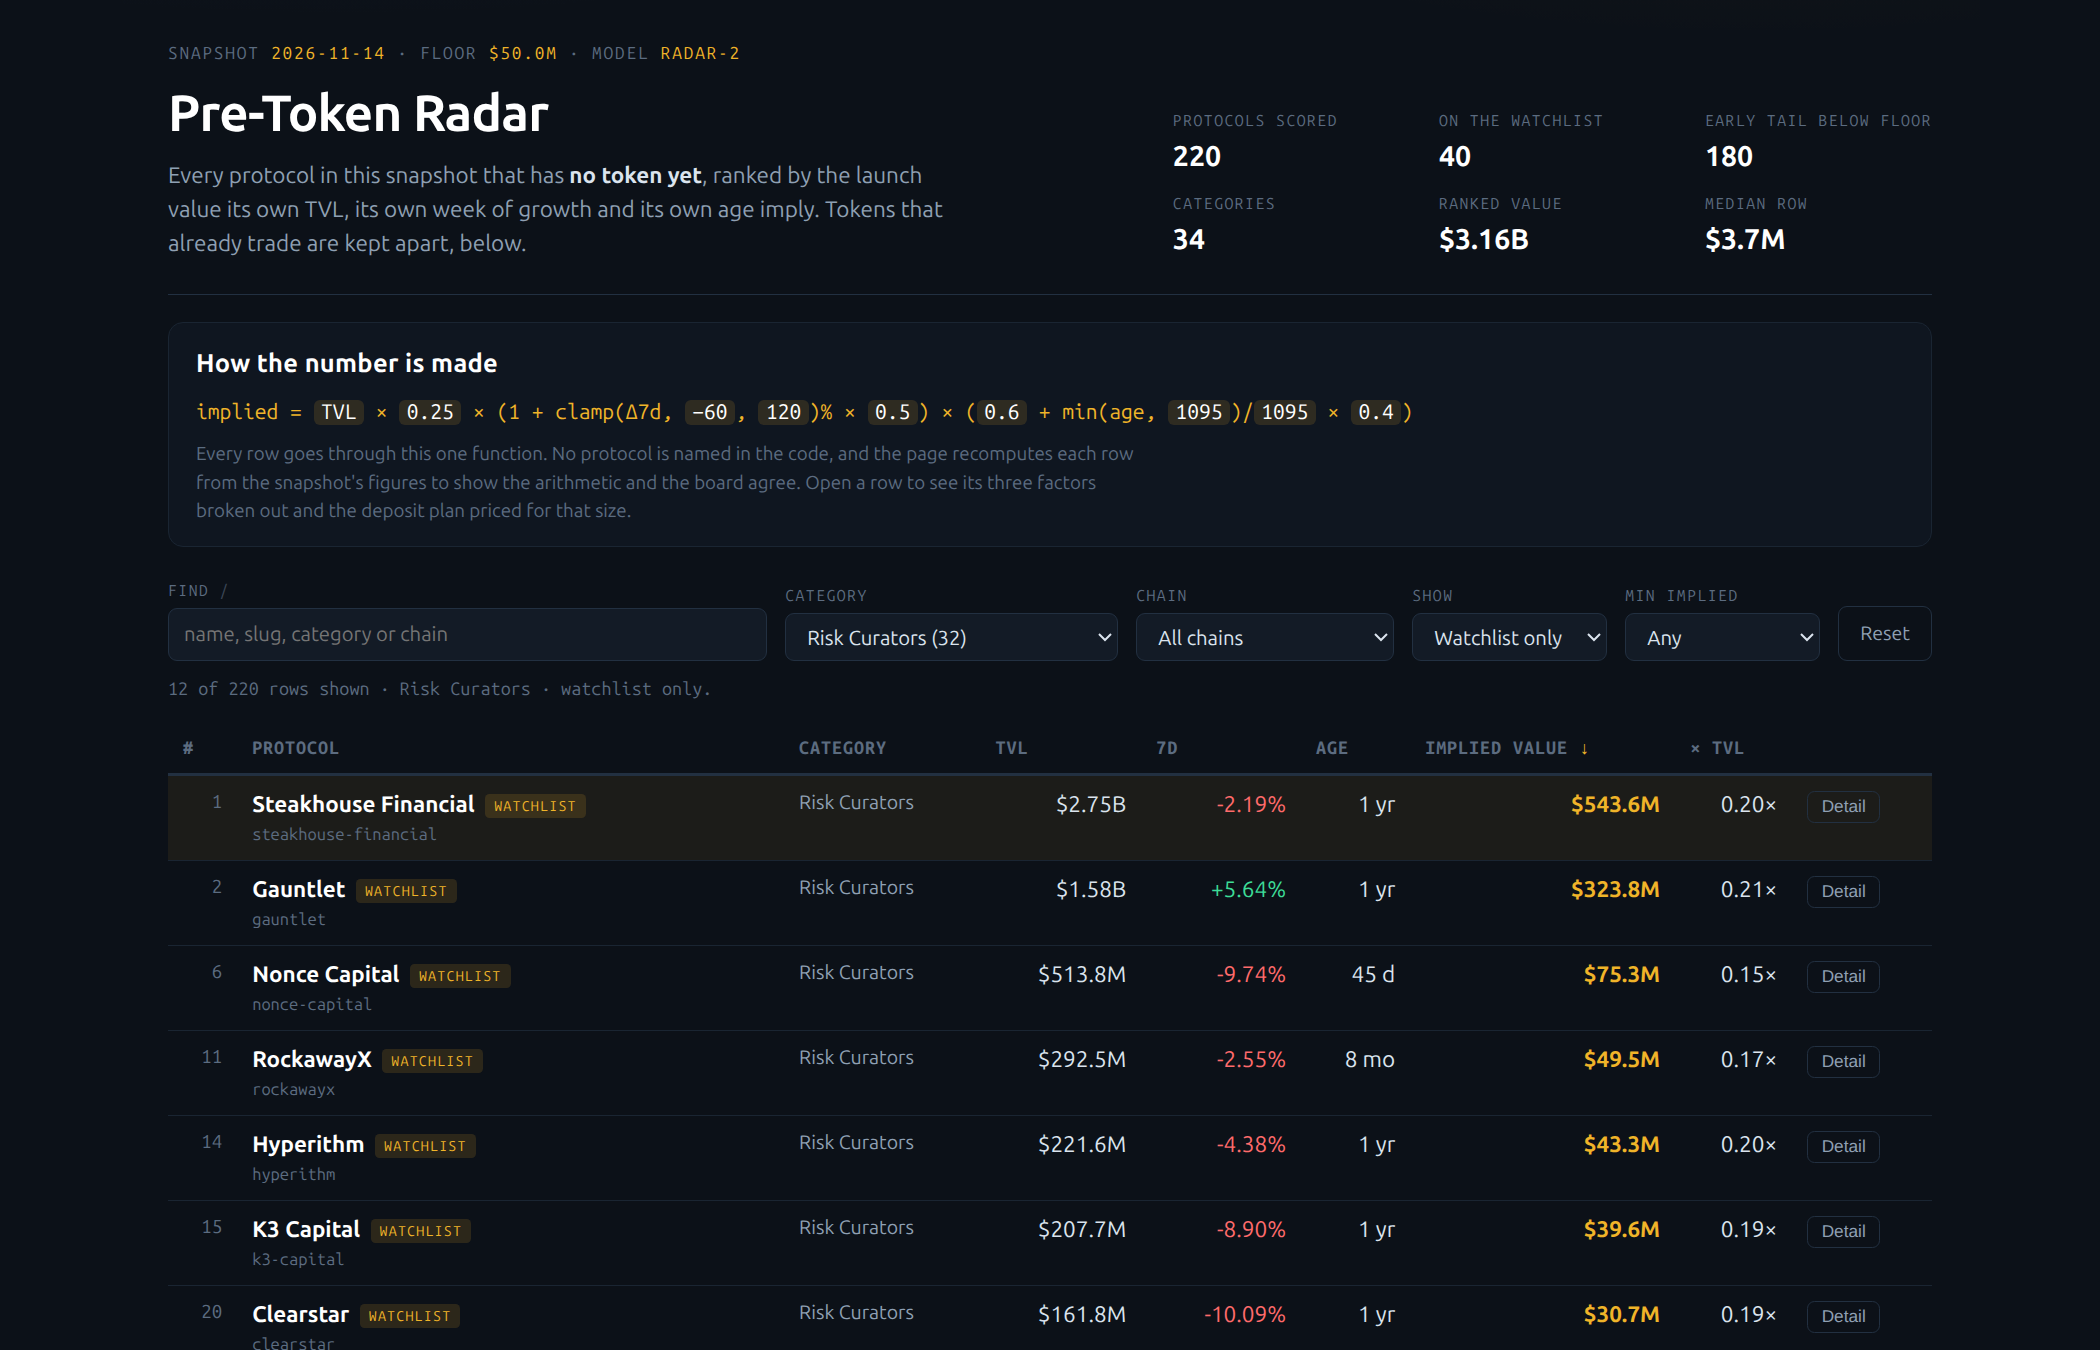 SNAPSHOT 2026-11-14 · FLOOR $50.0M · MODEL RADAR-2
Pre-Token Radar
Every protocol in this snapshot that has no token yet, ranked by the launch
value its own TVL, its own week of growth and its own age imply. Tokens that
already trade are kept apart, below.
PROTOCOLS SCORED ON THE WATCHLIST EARLY TAIL BELOW FLOOR
220 40 180
CATEGORIES RANKED VALUE MEDIAN ROW
34 $3.16B $3.7M
How the number is made
implied = TVL × 0.25 × (1 + clamp(Δ7d, −60, 120)% × 0.5) × (0.6 + min(age, 1095)/1095 × 0.4)
Every row goes through this one function. No protocol is named in the code, and the page recomputes each row
from the snapshot's figures to show the arithmetic and the board agree. Open a row to see its three factors
broken out and the deposit plan priced for that size.
FIND / CATEGORY CHAIN SHOW MIN IMPLIED
name, slug, category or chain Risk Curators (32) All chains Watchlist only Any Reset
12 of 220 rows shown · Risk Curators · watchlist only.
# PROTOCOL CATEGORY TVL 7D AGE IMPLIED VALUE ↓ × TVL
1 Steakhouse Financial WATCHLIST Risk Curators $2.75B -2.19% 1 yr $543.6M 0.20× Detail
steakhouse-financial
2 Gauntlet WATCHLIST Risk Curators $1.58B +5.64% 1 yr $323.8M 0.21× Detail
gauntlet
6 Nonce Capital WATCHLIST Risk Curators $513.8M -9.74% 45 d $75.3M 0.15× Detail
nonce-capital
11 RockawayX WATCHLIST Risk Curators $292.5M -2.55% 8 mo $49.5M 0.17× Detail
rockawayx
14 Hyperithm WATCHLIST Risk Curators $221.6M -4.38% 1 yr $43.3M 0.20× Detail
hyperithm
15 K3 Capital WATCHLIST Risk Curators $207.7M -8.90% 1 yr $39.6M 0.19× Detail
k3-capital
20 Clearstar WATCHLIST Risk Curators $161.8M -10.09% 1 yr $30.7M 0.19× Detail
clearstar